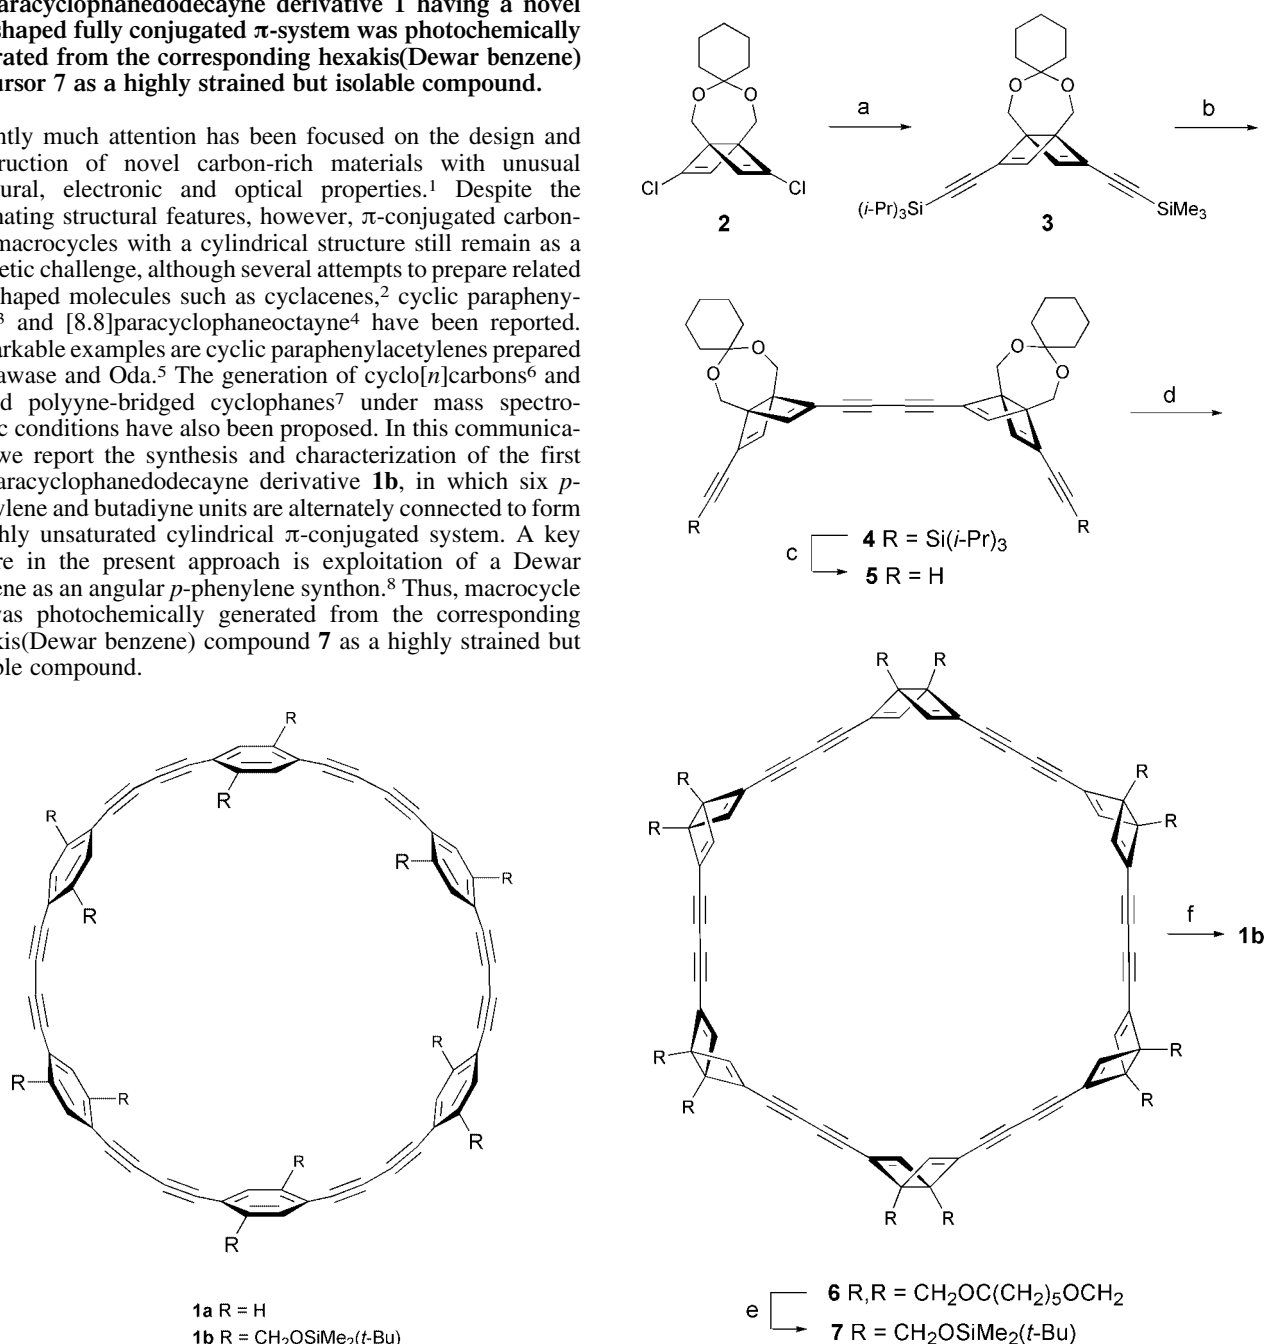 aracyclophanedodecayne derivative 1 having a novel
shaped fully conjugated π-system was photochemically
rated from the corresponding hexakis(Dewar benzene)
ursor 7 as a highly strained but isolable compound.
ntly much attention has been focused on the design and
ruction of novel carbon-rich materials with unusual
ural, electronic and optical properties.1 Despite the
nating structural features, however, π-conjugated carbon-
macrocycles with a cylindrical structure still remain as a
etic challenge, although several attempts to prepare related
haped molecules such as cyclacenes,2 cyclic parapheny-
3 and [8.8]paracyclophaneoctayne4 have been reported.
arkable examples are cyclic paraphenylacetylenes prepared
awase and Oda.5 The generation of cyclo[n]carbons6 and
d polyyne-bridged cyclophanes7 under mass spectro-
c conditions have also been proposed. In this communica-
we report the synthesis and characterization of the first
aracyclophanedodecayne derivative 1b, in which six p-
ylene and butadiyne units are alternately connected to form
hly unsaturated cylindrical π-conjugated system. A key
re in the present approach is exploitation of a Dewar
ene as an angular p-phenylene synthon.8 Thus, macrocycle
was photochemically generated from the corresponding
kis(Dewar benzene) compound 7 as a highly strained but
ble compound.
R
R
R
R
R
R
R
R
R
R
R
R
1a R = H
1b R = CH2OSiMe2(t-Bu)
O O
Cl Cl
2
a
O O
(i-Pr)3Si SiMe3
3
b
O O
O O
R R
d
c
4 R = Si(i-Pr)3
5 R = H
R R
R R
R R
f
1b
R R
R R
R R
e
6 R,R = CH2OC(CH2)5OCH2
7 R = CH2OSiMe2(t-Bu)